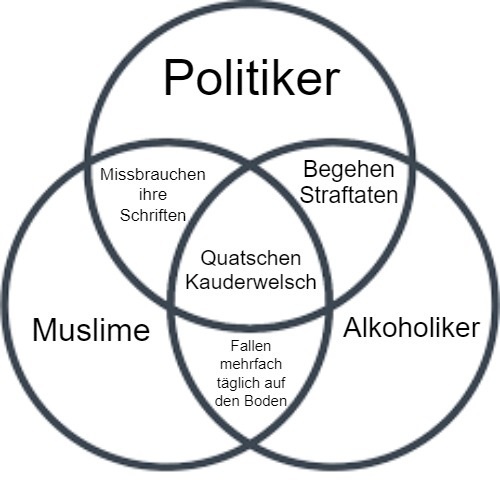 Politiker
Missbrauchen
ihre
Schriften
Begehen
Straftaten
Quatschen
Kauderwelsch
Muslime
Alkoholiker
Fallen
mehrfach
täglich auf
den Boden